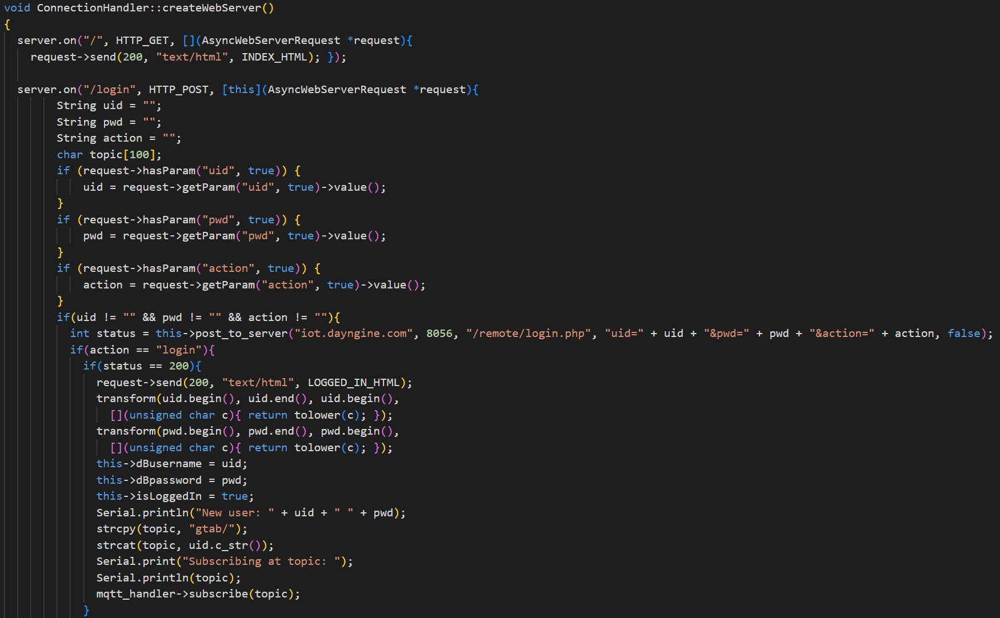 void ConnectionHandler::createWebServer()
{
  server.on("/", HTTP_GET, [](AsyncWebServerRequest *request){
    request->send(200, "text/html", INDEX_HTML); });

  server.on("/login", HTTP_POST, [this](AsyncWebServerRequest *request){
        String uid = "";
        String pwd = "";
        String action = "";
        char topic[100];
        if (request->hasParam("uid", true)) {
            uid = request->getParam("uid", true)->value();
        }
        if (request->hasParam("pwd", true)) {
            pwd = request->getParam("pwd", true)->value();
        }
        if (request->hasParam("action", true)) {
            action = request->getParam("action", true)->value();
        }
        if(uid != "" && pwd != "" && action != ""){
          int status = this->post_to_server("iot.dayngine.com", 8056, "/remote/login.php", "uid=" + uid + "&pwd=" + pwd + "&action=" + action, false);
          if(action == "login"){
            if(status == 200){
              request->send(200, "text/html", LOGGED_IN_HTML);
              transform(uid.begin(), uid.end(), uid.begin(),
                [](unsigned char c){ return tolower(c); });
              transform(pwd.begin(), pwd.end(), pwd.begin(),
                [](unsigned char c){ return tolower(c); });
              this->dBusername = uid;
              this->dBpassword = pwd;
              this->isLoggedIn = true;
              Serial.println("New user: " + uid + " " + pwd);
              strcpy(topic, "gtab/");
              strcat(topic, uid.c_str());
              Serial.print("Subscribing at topic: ");
              Serial.println(topic);
              mqtt_handler->subscribe(topic);
            }